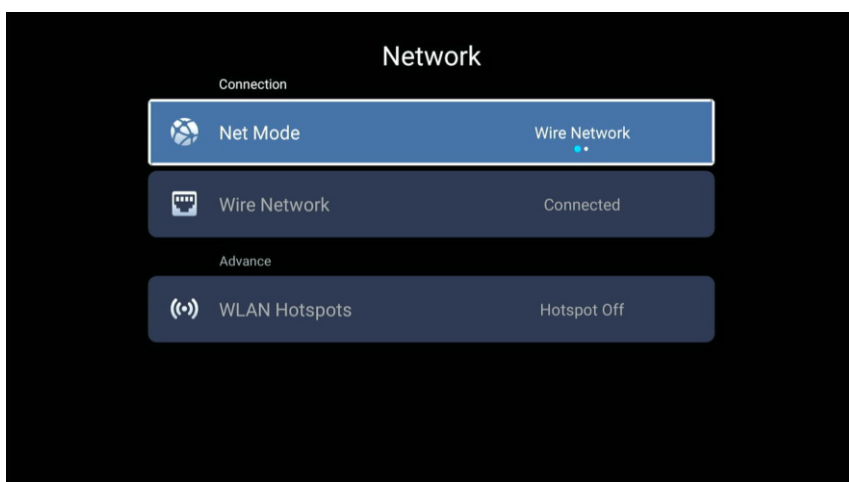 Network
Connection
Net Mode
Wire Network
Wire Network
Connected
Advance
WLAN Hotspots
Hotspot Off